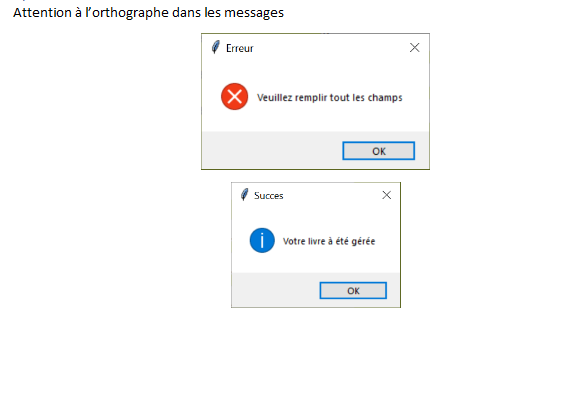 Attention à l'orthographe dans les messages
Erreur
Veuillez remplir tout les champs
OK
Succes
Votre livre à été gérée
OK